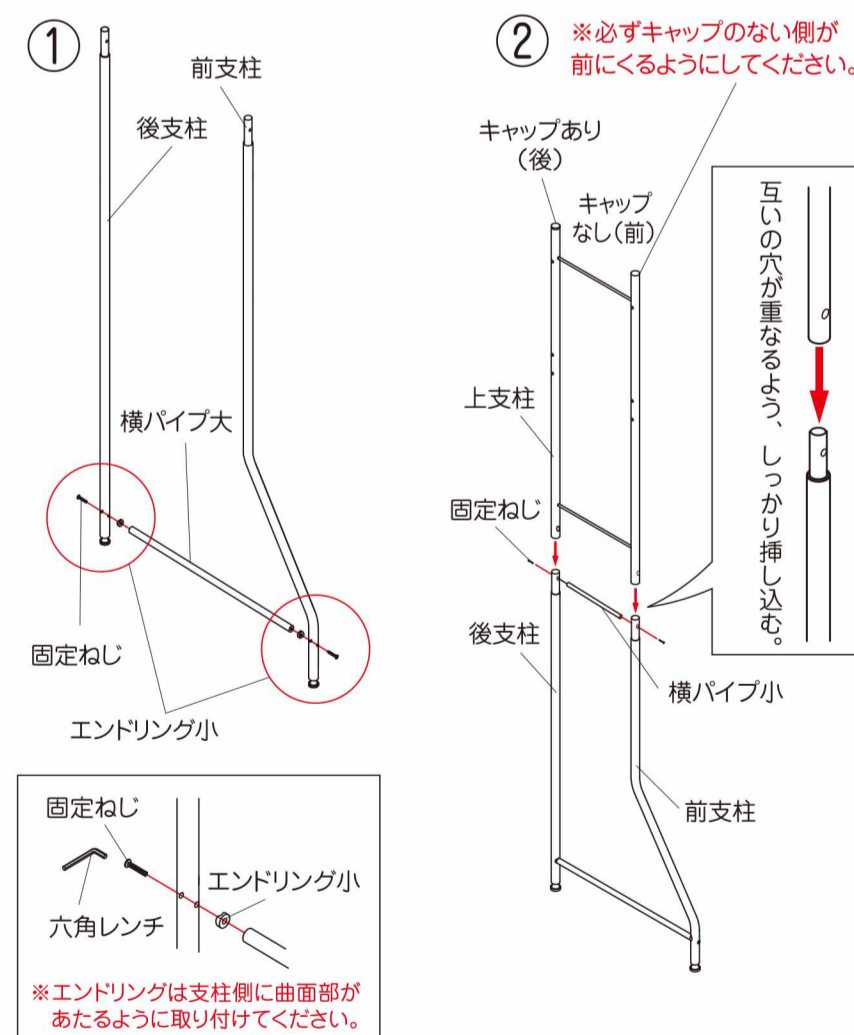 ①
前支柱
後支柱
横パイプ大
固定ねじ
エンドリング小
固定ねじ
エンドリング小
六角レンチ
※エンドリングは支柱側に曲面部が
あたるように取り付けてください。
②
※必ずキャップのない側が
前にくるようにしてください。
キャップあり
(後)
キャップ
なし(前)
互いの穴が重なるよう、しっかり挿し込む。
上支柱
固定ねじ
後支柱
横パイプ小
前支柱